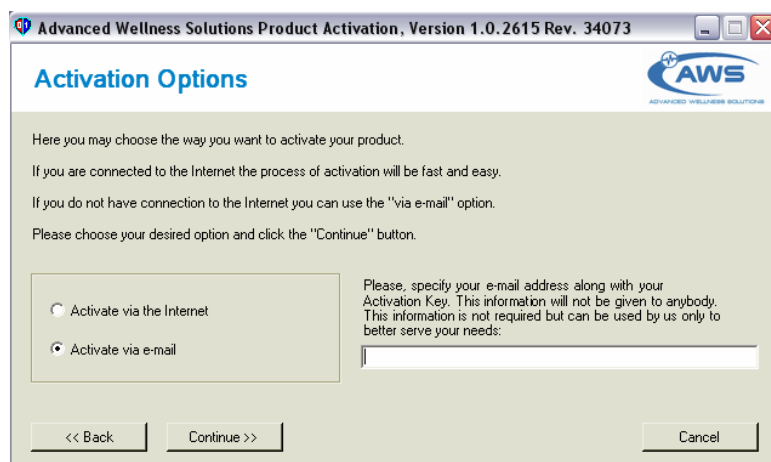 Advanced Wellness Solutions Product Activation, Version 1.0.2615 Rev. 34073
Activation Options
AWS
ADVANCED WELLNESS SOLUTIONS
Here you may choose the way you want to activate your product.
If you are connected to the Internet the process of activation will be fast and easy.
If you do not have connection to the Internet you can use the "via e-mail" option.
Please choose your desired option and click the "Continue" button.
Activate via the Internet
Activate via e-mail
Please, specify your e-mail address along with your
Activation Key. This information will not be given to anybody.
This information is not required but can be used by us only to
better serve your needs:
<< Back
Continue >>
Cancel